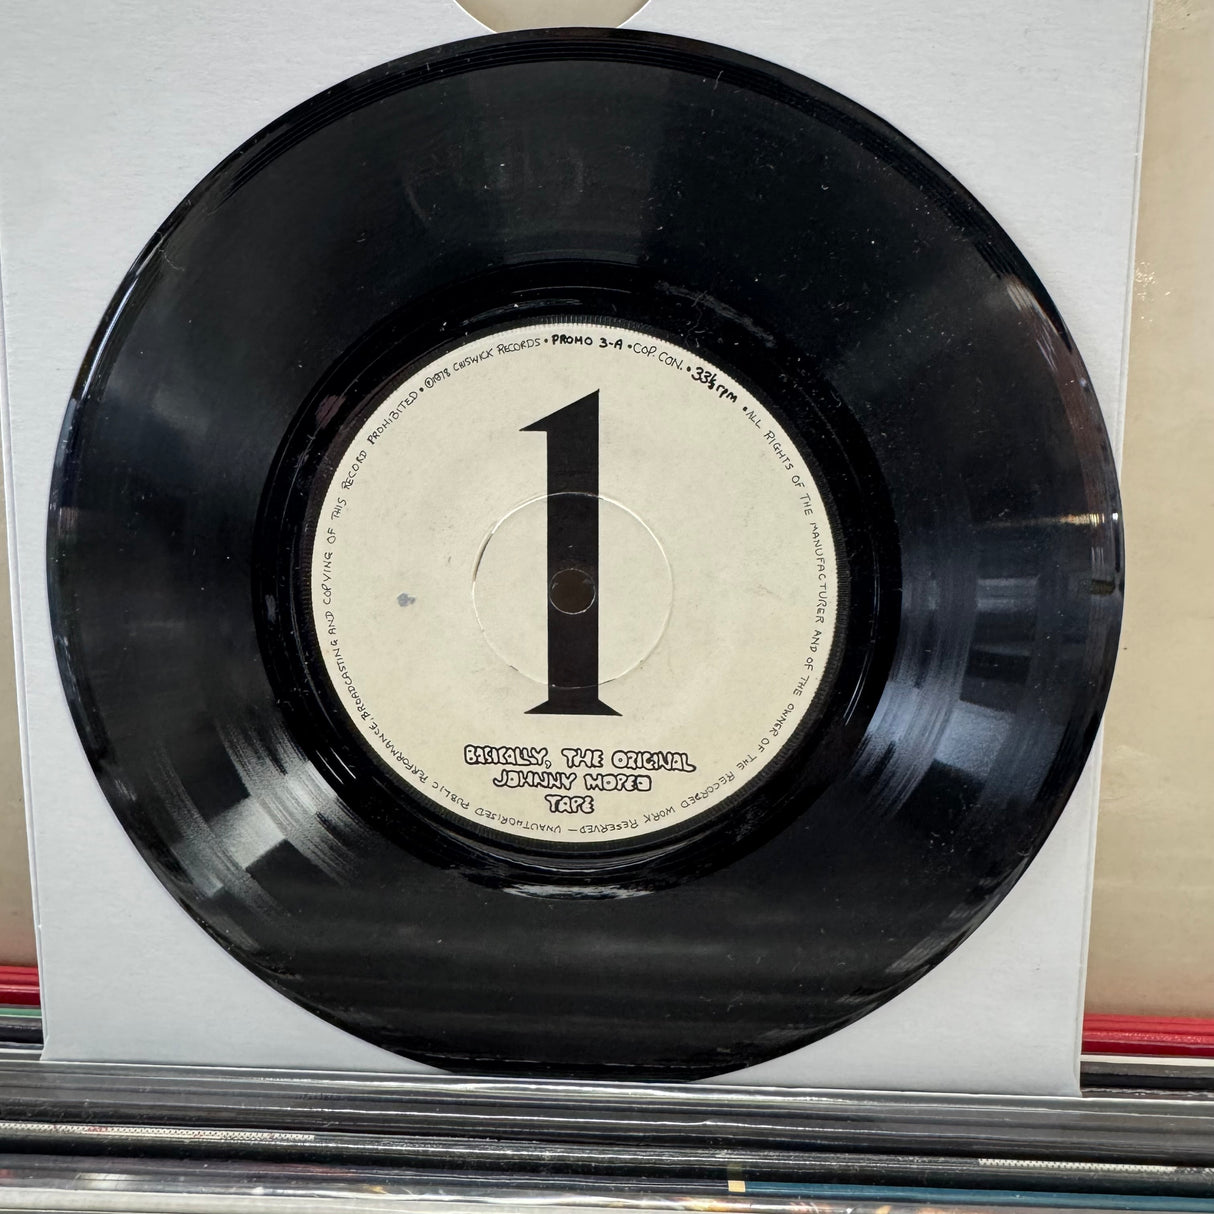 ℗1978 CHISWICK RECORDS • PROMO 3-A • COP. CON. • 33⅓rpm • ALL RIGHTS OF THE MANUFACTURER AND OF THE OWNER OF THE RECORDED WORK RESERVED — UNAUTHORISED PUBLIC PERFORMANCE, BROADCASTING AND COPYING OF THIS RECORD PROHIBITED •
1
BASICALLY, THE ORIGINAL
JOHNNY MOPED
TAPE